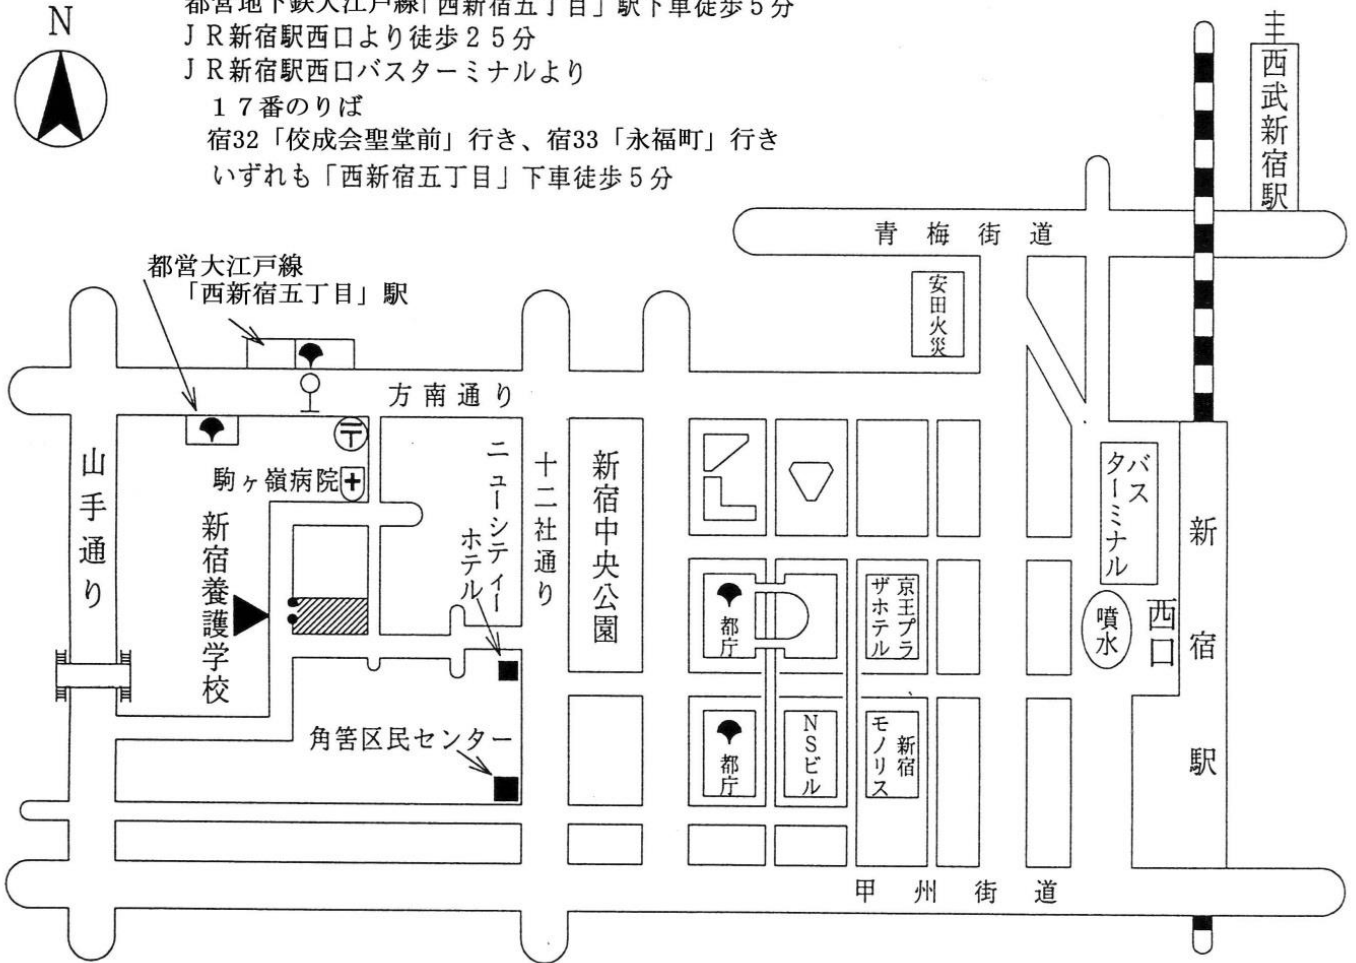 都営地下鉄大江戸線「西新宿五丁目」駅下車徒歩5分
N
JR新宿駅西口より徒歩25分
JR新宿駅西口バスターミナルより
17番のりば
宿32「佼成会聖堂前」行き、宿33「永福町」行き
いずれも「西新宿五丁目」下車徒歩5分
西武新宿駅
青梅街道
都営大江戸線
「西新宿五丁目」駅
安田火災
方南通り
山手通り
駒ヶ嶺病院
新宿養護学校
ニューシティー
ホテル
十二社通り
新宿中央公園
バス
ターミナル
新宿駅
西口
噴水
都庁
京王プラ
ザホテル
角筈区民センター
都庁
NSビル
新宿
モノリス
甲州街道